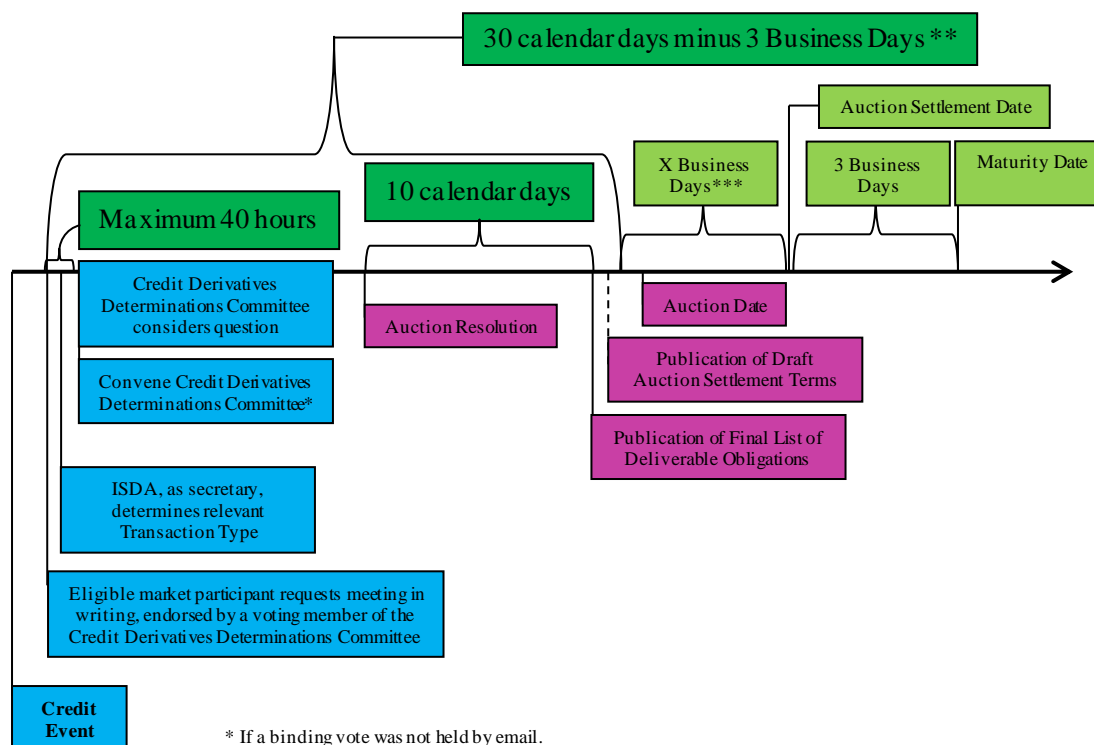 30 calendar days minus 3 Business Days **
Auction Settlement Date
X Business
Days***
3 Business
Days
Maturity Date
10 calendar days
Maximum 40 hours
Credit Derivatives
Determinations Committee
considers question
Auction Resolution
Auction Date
Convene Credit Derivatives
Determinations Committee*
Publication of Draft
Auction Settlement Terms
Publication of Final List of
Deliverable Obligations
ISDA, as secretary,
determines relevant
Transaction Type
Eligible market participant requests meeting in
writing, endorsed by a voting member of the
Credit Derivatives Determinations Committee
Credit
Event
* If a binding vote was not held by email.